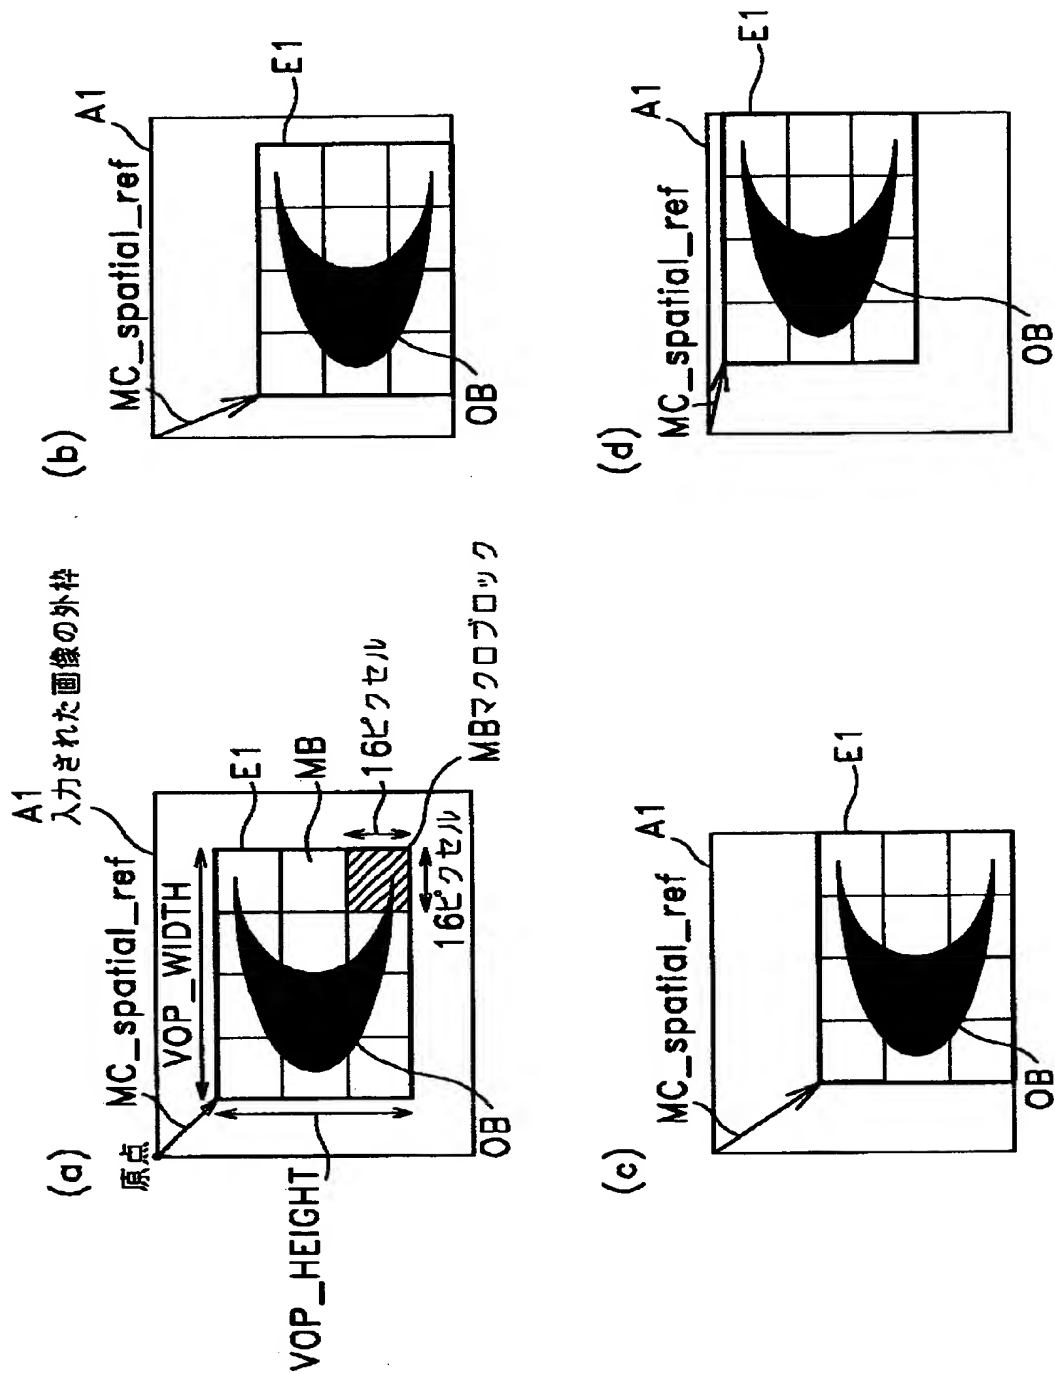 (a)
原点
MC_spatial_ref
VOP_WIDTH
A1
入力された画像の外枠
E1
MB
16ピクセル
16ピクセル
MBマクロブロック
VOP_HEIGHT
OB
(b)
MC_spatial_ref
A1
E1
OB
(c)
MC_spatial_ref
A1
E1
OB
(d)
MC_spatial_ref
A1
E1
OB